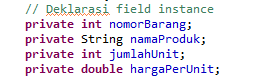 // Deklarasi field instance
private int nomorBarang;
private String namaProduk;
private int jumlahUnit;
private double hargaPerUnit;